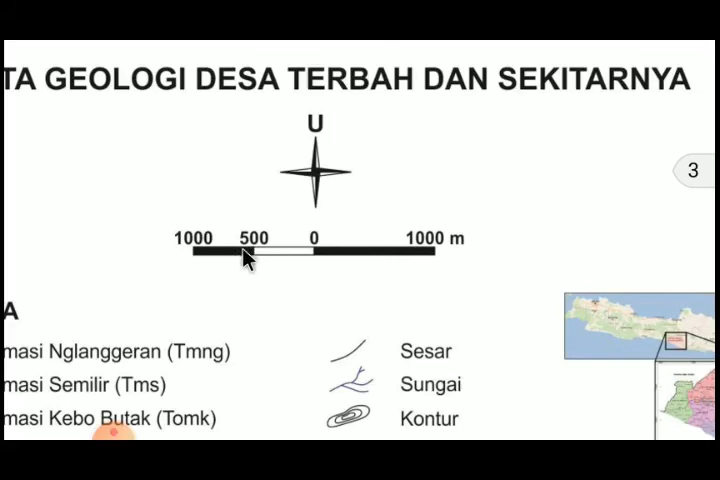 TA GEOLOGI DESA TERBAH DAN SEKITARNYA
U
3
1000 500 0 1000 m
A
masi Nglanggeran (Tmng)
Sesar
masi Semilir (Tms)
Sungai
masi Kebo Butak (Tomk)
Kontur